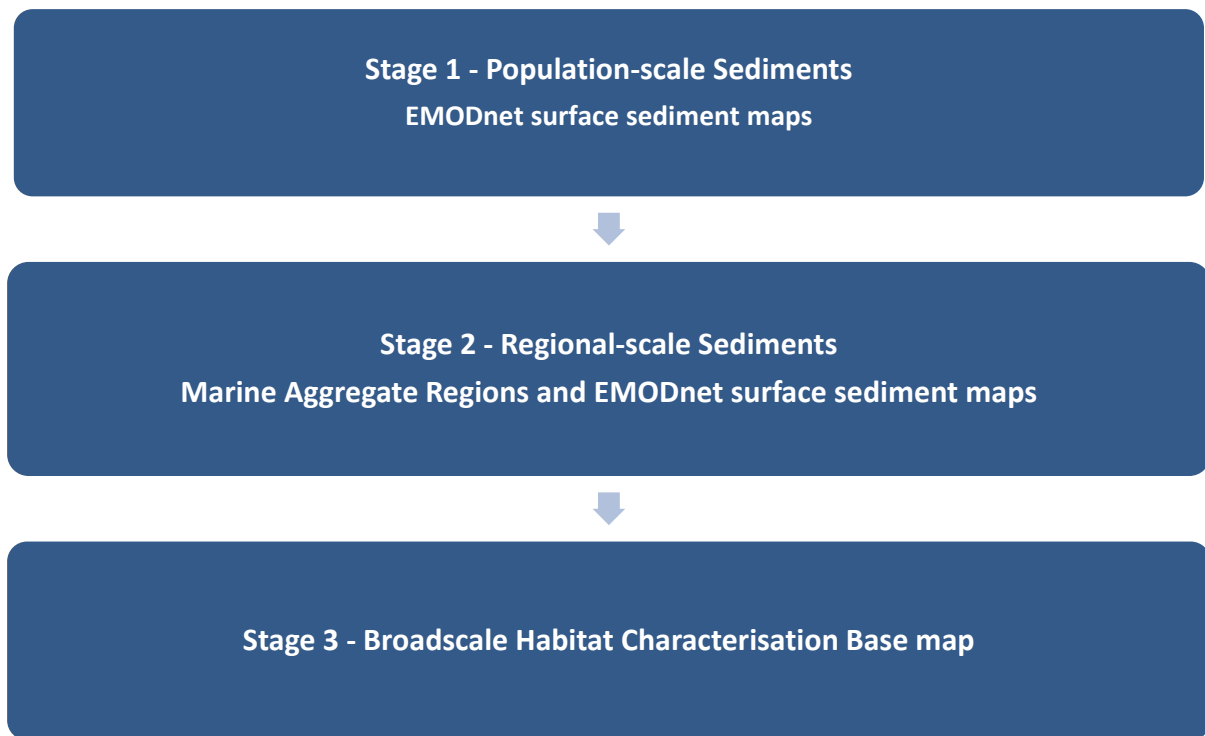 Stage 1 - Population-scale Sediments
EMODnet surface sediment maps
Stage 2 - Regional-scale Sediments
Marine Aggregate Regions and EMODnet surface sediment maps
Stage 3 - Broadscale Habitat Characterisation Base map